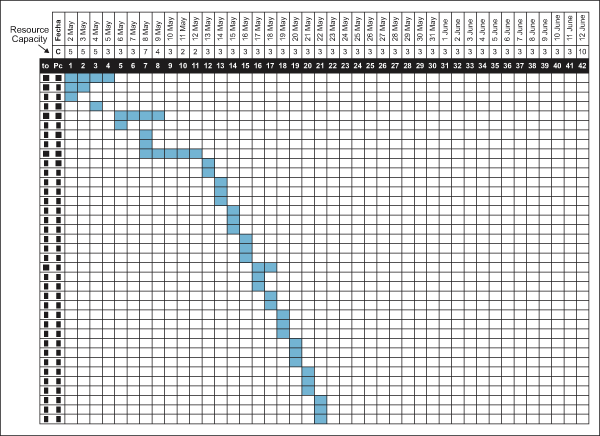 Resource
Capacity
Fecha 2 May 3 May 4 May 5 May 6 May 7 May 8 May 9 May 10 May 11 May 12 May 13 May 14 May 15 May 16 May 17 May 18 May 19 May 20 May 21 May 22 May 23 May 24 May 25 May 26 May 27 May 28 May 29 May 30 May 31 May 1 June 2 June 3 June 4 June 5 June 6 June 7 June 8 June 9 June 10 June 11 June 12 June
C 5 5 5 5 3 3 7 4 3 2 2 3 3 3 3 3 3 3 3 3 3 3 3 3 3 3 3 3 3 3 3 3 3 3 3 3 3 3 3 3 3 10
to Pc 1 2 3 4 5 6 7 8 9 10 11 12 13 14 15 16 17 18 19 20 21 22 23 24 25 26 27 28 29 30 31 32 33 34 35 36 37 38 39 40 41 42